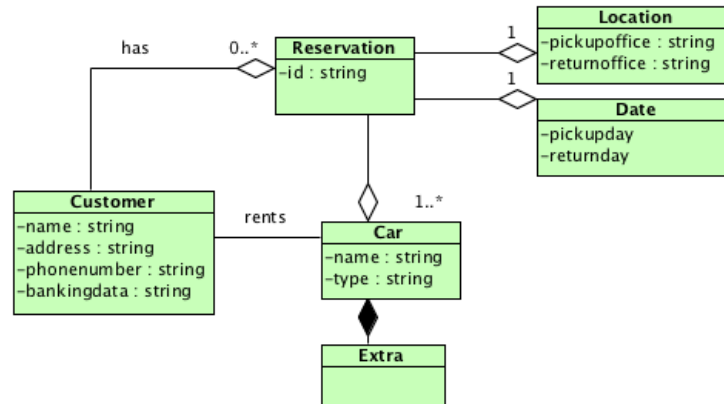 Location
1
-pickupoffice : string
-returnoffice : string
has
0..*
Reservation
-id : string
1
Date
-pickupday
-returnday
Customer
-name : string
-address : string
-phonenumber : string
-bankingdata : string
rents
1..*
Car
-name : string
-type : string
Extra